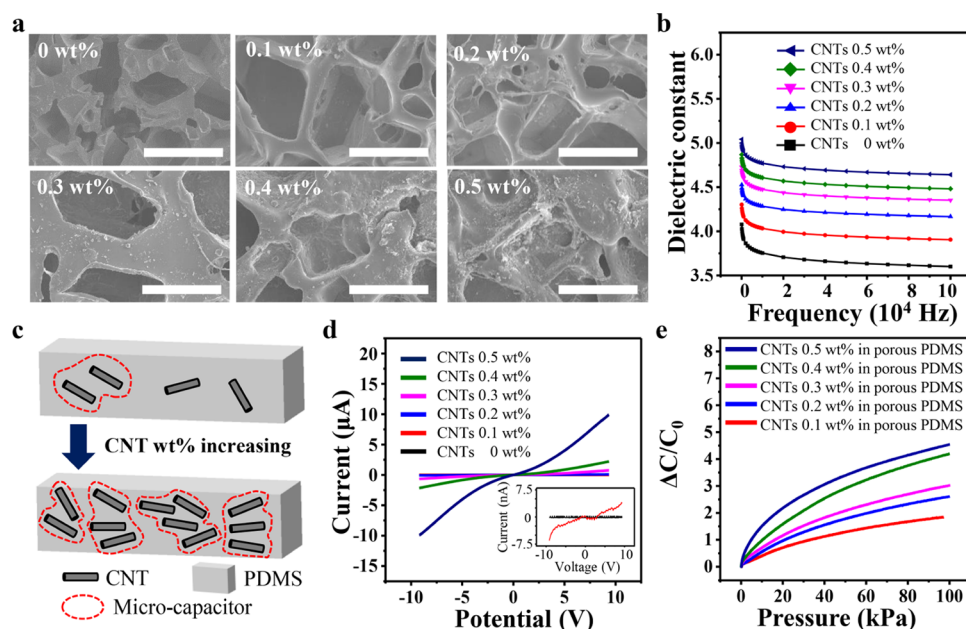 a
0 wt%
0.1 wt%
0.2 wt%
0.3 wt%
0.4 wt%
0.5 wt%
b
Dielectric constant
6.0
5.5
5.0
4.5
4.0
3.5
CNTs 0.5 wt%
CNTs 0.4 wt%
CNTs 0.3 wt%
CNTs 0.2 wt%
CNTs 0.1 wt%
CNTs 0 wt%
0 2 4 6 8 10
Frequency (10⁴ Hz)
c
CNT wt% increasing
CNT
PDMS
Micro-capacitor
d
Current (μA)
20
15
10
5
0
-5
-10
-15
CNTs 0.5 wt%
CNTs 0.4 wt%
CNTs 0.3 wt%
CNTs 0.2 wt%
CNTs 0.1 wt%
CNTs 0 wt%
Current (nA)
7.5
0
-7.5
-10 -5 0 5 10
Voltage (V)
-10 -5 0 5 10
Potential (V)
e
ΔC/C₀
8
7
6
5
4
3
2
1
0
CNTs 0.5 wt% in porous PDMS
CNTs 0.4 wt% in porous PDMS
CNTs 0.3 wt% in porous PDMS
CNTs 0.2 wt% in porous PDMS
CNTs 0.1 wt% in porous PDMS
0 20 40 60 80 100
Pressure (kPa)